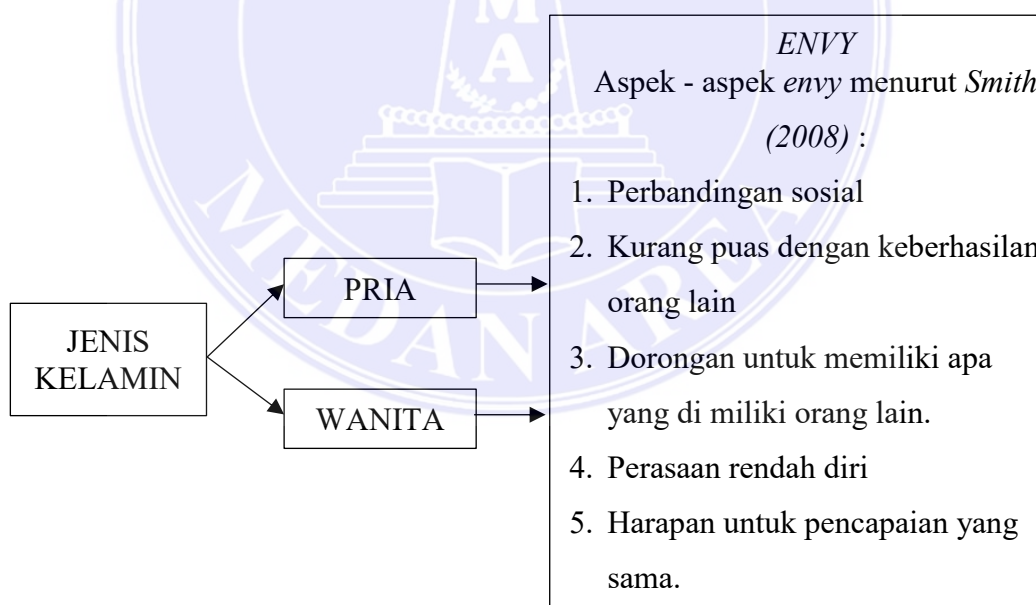 M
A
MEDAN AREA
JENIS
KELAMIN
PRIA
WANITA
ENVY
Aspek - aspek envy menurut Smith
(2008) :
1. Perbandingan sosial
2. Kurang puas dengan keberhasilan
orang lain
3. Dorongan untuk memiliki apa
yang di miliki orang lain.
4. Perasaan rendah diri
5. Harapan untuk pencapaian yang
sama.